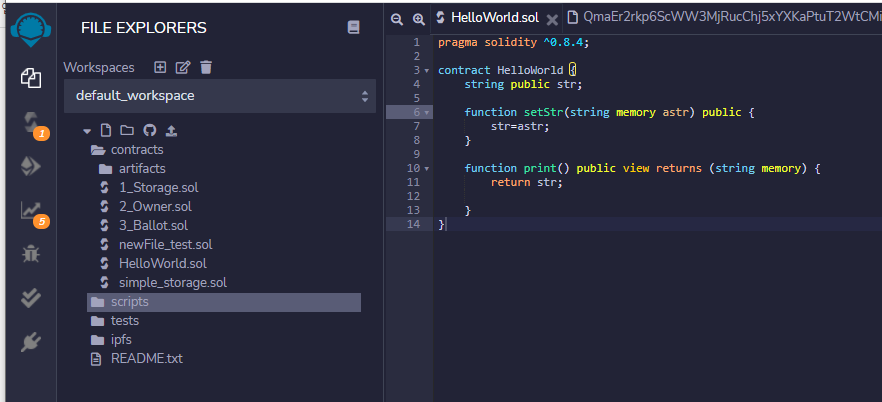 FILE EXPLORERS
Workspaces
default_workspace
contracts
artifacts
1_Storage.sol
2_Owner.sol
3_Ballot.sol
newFile_test.sol
HelloWorld.sol
simple_storage.sol
scripts
tests
ipfs
README.txt
1
5
HelloWorld.sol
QmaEr2rkp6ScWW3MjRucChj5xYXKaPtuT2WtCMi
1 pragma solidity ^0.8.4;
2
3 contract HelloWorld {
4 string public str;
5
6 function setStr(string memory astr) public {
7 str=astr;
8 }
9
10 function print() public view returns (string memory) {
11 return str;
12
13 }
14 }